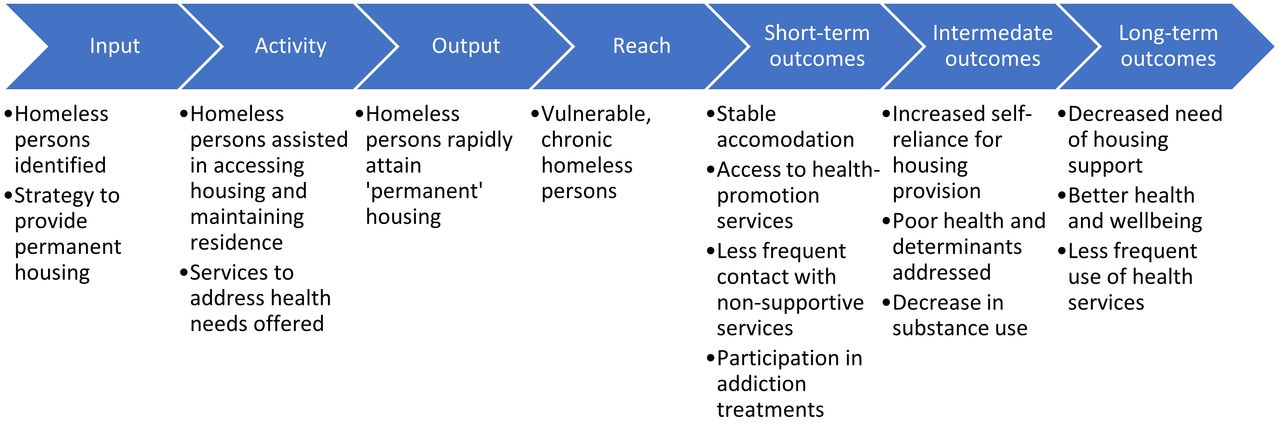 Input
Activity
Output
Reach
Short-term
outcomes
Intermedate
outcomes
Long-term
outcomes
•Homeless
persons
identified
•Strategy to
provide
permanent
housing
•Homeless
persons assisted
in accessing
housing and
maintaining
residence
•Services to
address health
needs offered
•Homeless
persons rapidly
attain
'permanent'
housing
•Vulnerable,
chronic
homeless
persons
•Stable
accomodation
•Access to health-
promotion
services
•Less frequent
contact with
non-supportive
services
•Participation in
addiction
treatments
•Increased self-
reliance for
housing
provision
•Poor health and
determinants
addressed
•Decrease in
substance use
•Decreased need
of housing
support
•Better health
and wellbeing
•Less frequent
use of health
services